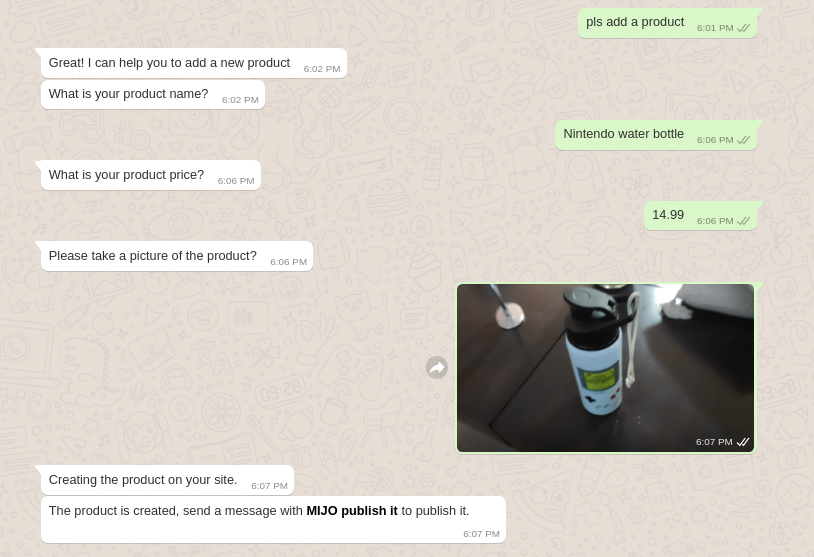 pls add a product 6:01 PM
Great! I can help you to add a new product 6:02 PM
What is your product name? 6:02 PM
Nintendo water bottle 6:06 PM
What is your product price? 6:06 PM
14.99 6:06 PM
Please take a picture of the product? 6:06 PM
6:07 PM
Creating the product on your site. 6:07 PM
The product is created, send a message with MIJO publish it to publish it.
6:07 PM